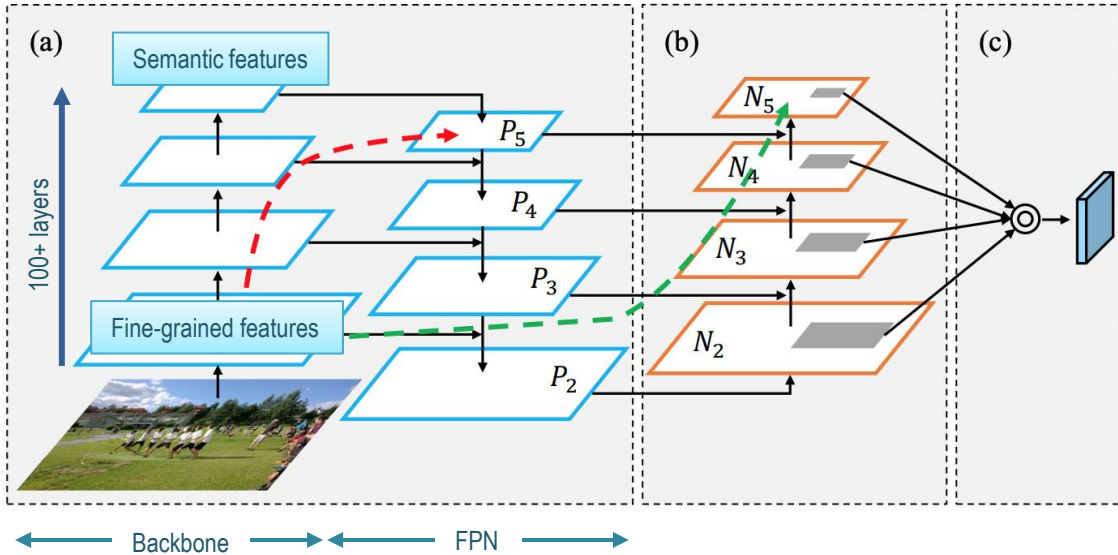 (a)
Semantic features
100+ layers
Fine-grained features
P5
P4
P3
P2
(b)
N5
N4
N3
N2
(c)
Backbone
FPN